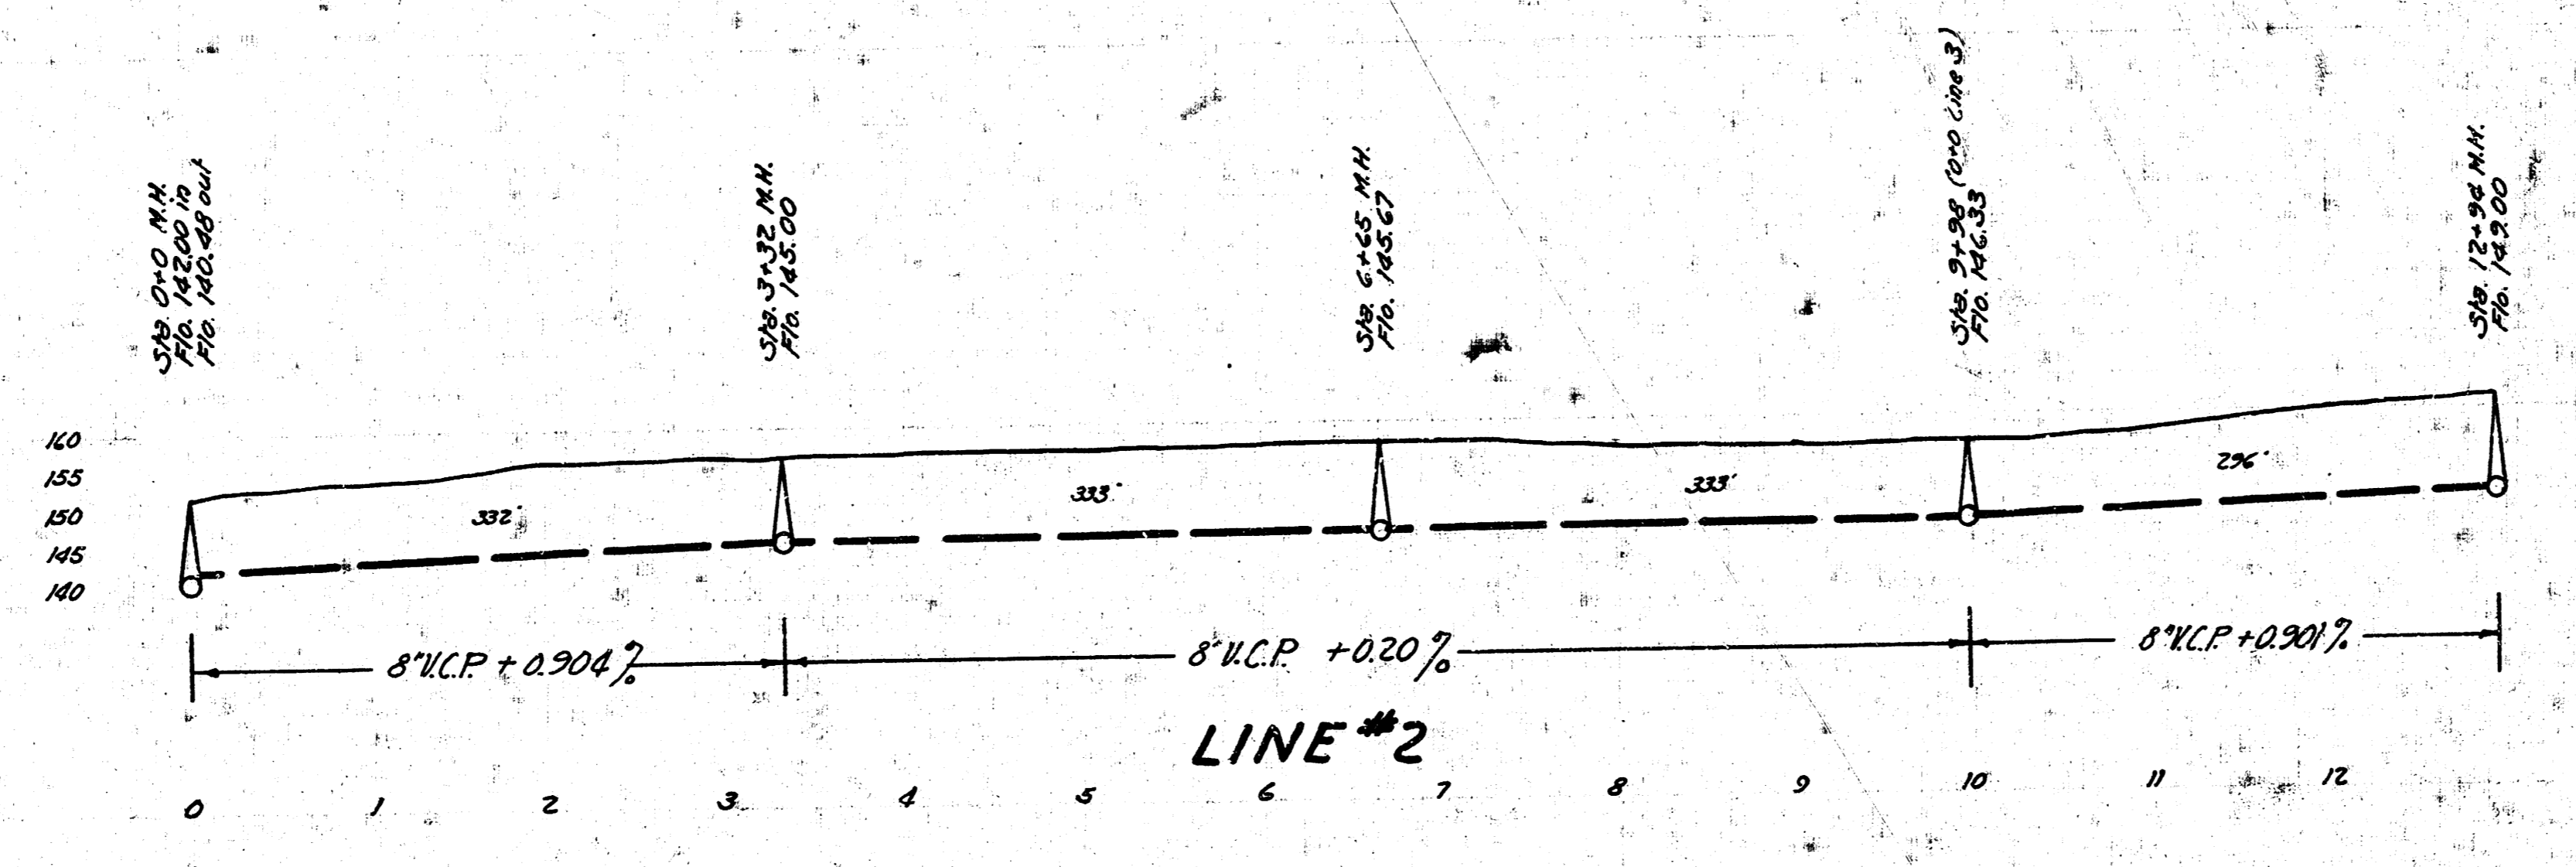 Sta. 0+0 M.H.
Flo. 142.00 in
Flo. 140.48 out
Sta. 3+32 M.H.
Flo. 145.00
Sta. 6+65 M.H.
Flo. 145.67
Sta. 9+98 (0+0 Line 3)
Flo. 146.33
Sta. 12+94 M.H.
Flo. 149.00
160
155
150
145
140
332'
333'
333'
296'
8"V.C.P. + 0.904%
8"V.C.P. +0.20%
8"V.C.P. +0.901%
LINE #2
0 1 2 3 4 5 6 7 8 9 10 11 12